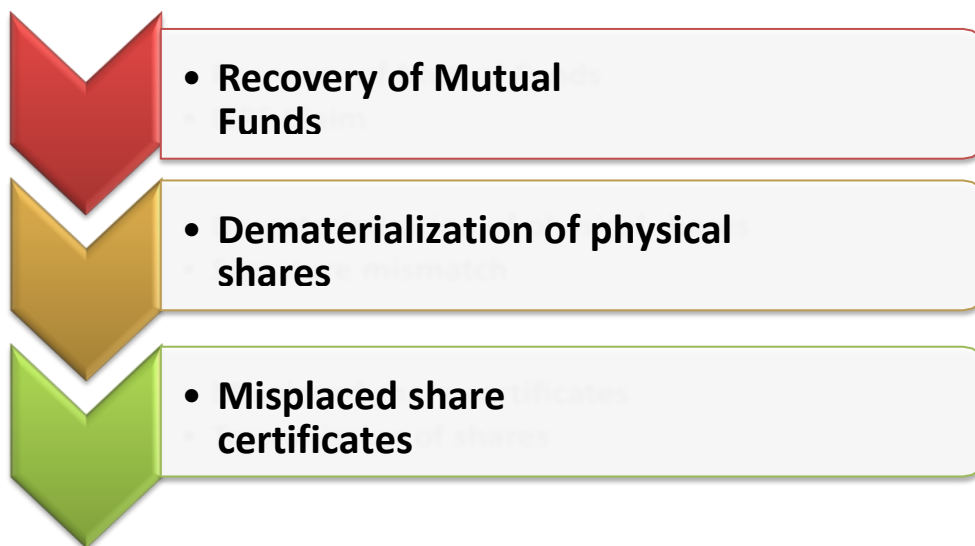 • Recovery of Mutual
Funds
• Dematerialization of physical
shares
• Misplaced share
certificates